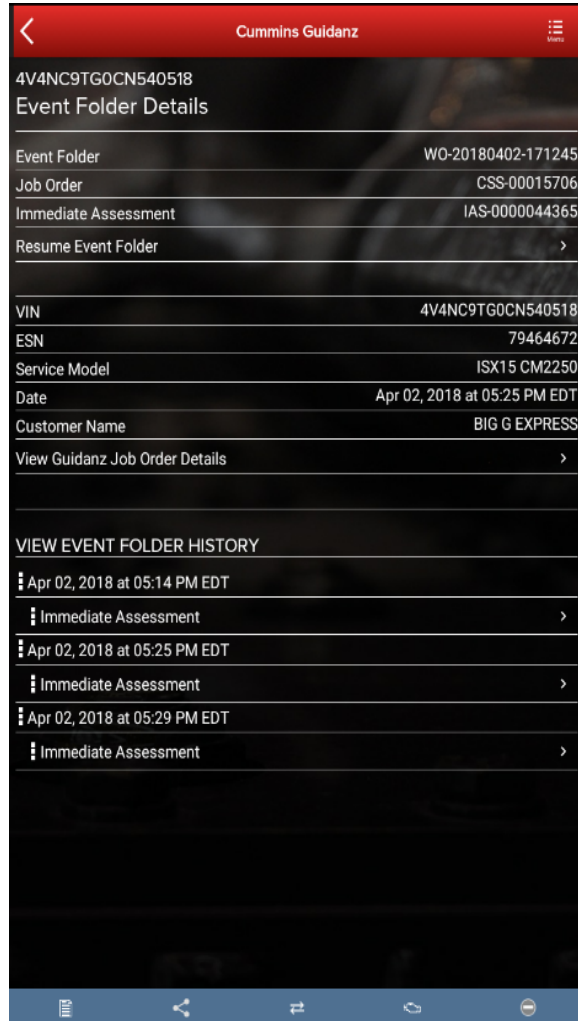 Cummins Guidanz
Menu
4V4NC9TG0CN540518
Event Folder Details
Event Folder WO-20180402-171245
Job Order CSS-00015706
Immediate Assessment IAS-0000044365
Resume Event Folder >
VIN 4V4NC9TG0CN540518
ESN 79464672
Service Model ISX15 CM2250
Date Apr 02, 2018 at 05:25 PM EDT
Customer Name BIG G EXPRESS
View Guidanz Job Order Details >
VIEW EVENT FOLDER HISTORY
Apr 02, 2018 at 05:14 PM EDT
Immediate Assessment >
Apr 02, 2018 at 05:25 PM EDT
Immediate Assessment >
Apr 02, 2018 at 05:29 PM EDT
Immediate Assessment >